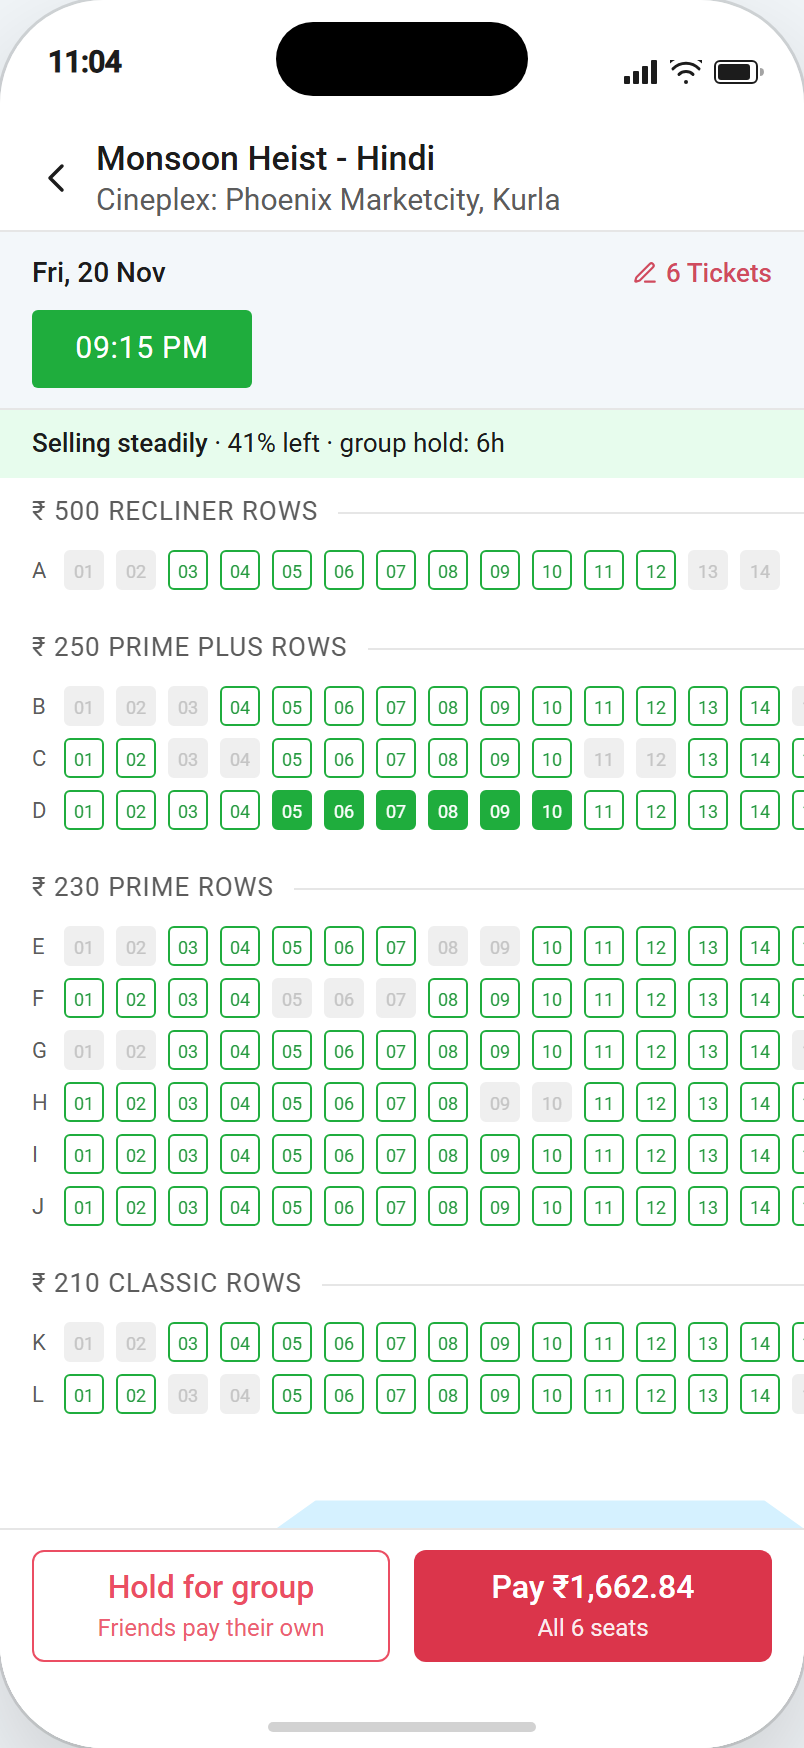 11:04
Monsoon Heist - Hindi
Cineplex: Phoenix Marketcity, Kurla
Fri, 20 Nov
6 Tickets
09:15 PM
Selling steadily · 41% left · group hold: 6h
₹ 500 RECLINER ROWS
A 01 02 03 04 05 06 07 08 09 10 11 12 13 14
₹ 250 PRIME PLUS ROWS
B 01 02 03 04 05 06 07 08 09 10 11 12 13 14
C 01 02 03 04 05 06 07 08 09 10 11 12 13 14
D 01 02 03 04 05 06 07 08 09 10 11 12 13 14
₹ 230 PRIME ROWS
E 01 02 03 04 05 06 07 08 09 10 11 12 13 14
F 01 02 03 04 05 06 07 08 09 10 11 12 13 14
G 01 02 03 04 05 06 07 08 09 10 11 12 13 14
H 01 02 03 04 05 06 07 08 09 10 11 12 13 14
I 01 02 03 04 05 06 07 08 09 10 11 12 13 14
J 01 02 03 04 05 06 07 08 09 10 11 12 13 14
₹ 210 CLASSIC ROWS
K 01 02 03 04 05 06 07 08 09 10 11 12 13 14
L 01 02 03 04 05 06 07 08 09 10 11 12 13 14
Hold for group
Friends pay their own
Pay ₹1,662.84
All 6 seats